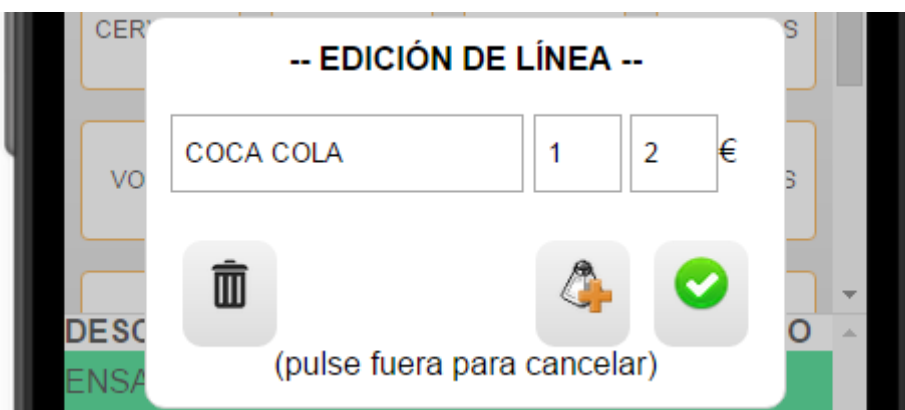 -- EDICIÓN DE LÍNEA --
COCA COLA 1 2 €
(pulse fuera para cancelar)